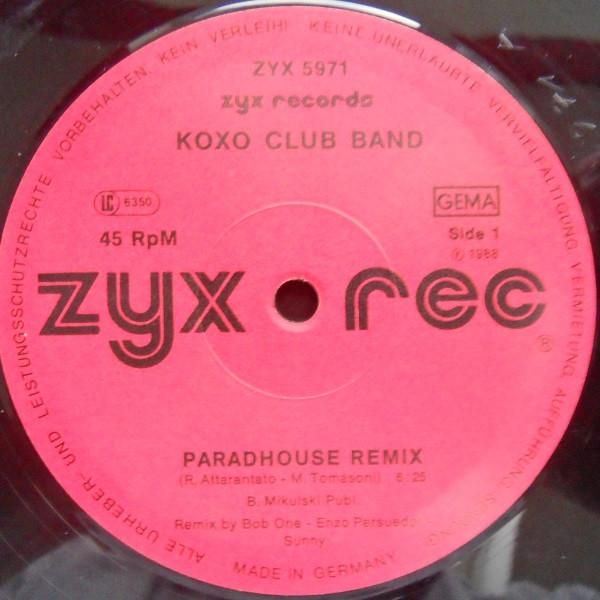 ALLE URHEBER- UND LEISTUNGSSCHUTZRECHTE VORBEHALTEN. KEIN VERLEIH! KEINE UNERLAUBTE VERVIELFÄLTIGUNG, VERMIETUNG, AUFFÜHRUNG, SENDUNG
ZYX 5971
zyx records
KOXO CLUB BAND
LC 6350
GEMA
45 RpM
Side 1
℗ 1988
zyx rec
®
PARADHOUSE REMIX
(R. Attarantato - M. Tomasoni) 6:25
B. Mikulski Publ.
Remix by Bob One - Enzo Persuedo
Sunny
MADE IN GERMANY